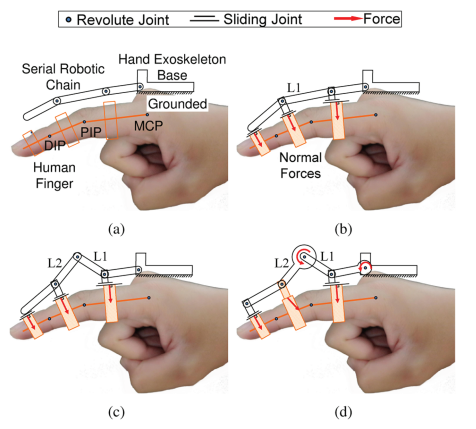 Revolute Joint Sliding Joint Force
Hand Exoskeleton
Base
Serial Robotic
Chain
Grounded
MCP
PIP
DIP
Human
Finger
(a)
L1
Normal
Forces
(b)
L2 L1
(c)
L2 L1
(d)